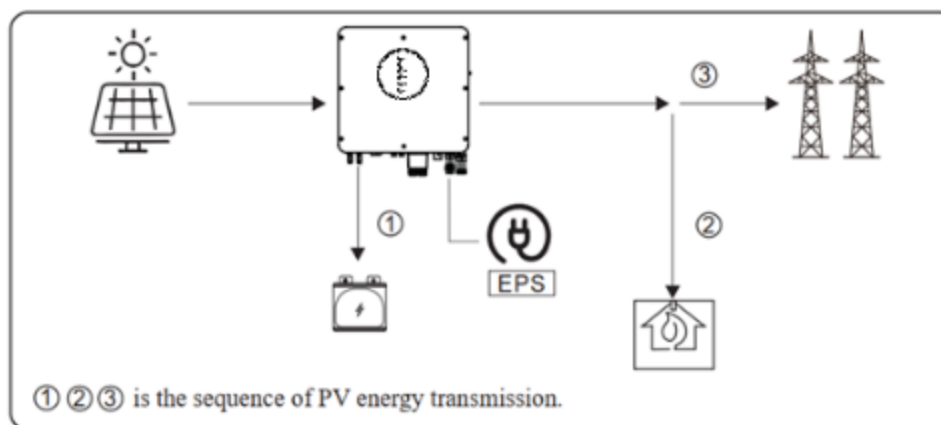 ③
①
②
EPS
①②③ is the sequence of PV energy transmission.